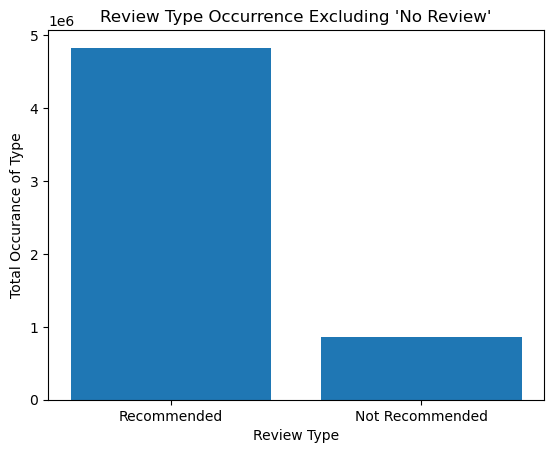 Review Type Occurrence Excluding 'No Review'
1e6
5
4
3
2
1
0
Total Occurance of Type
Recommended
Not Recommended
Review Type